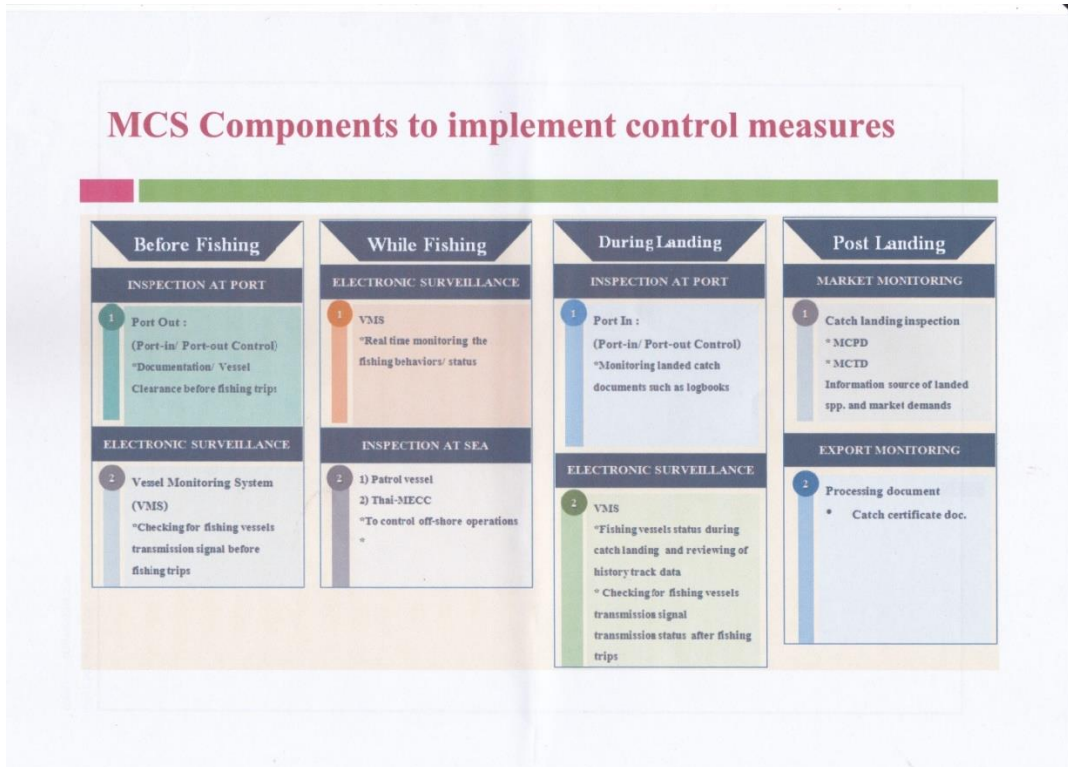 MCS Components to implement control measures
Before Fishing
INSPECTION AT PORT
1
Port Out :
(Port-in/ Port-out Control)
*Documentation/ Vessel
Clearance before fishing trips
ELECTRONIC SURVEILLANCE
2
Vessel Monitoring System
(VMS)
*Checking for fishing vessels
transmission signal before
fishing trips
While Fishing
ELECTRONIC SURVEILLANCE
1
VMS
*Real time monitoring the
fishing behaviors/ status
INSPECTION AT SEA
2
1) Patrol vessel
2) Thai-MECC
*To control off-shore operations
*
During Landing
INSPECTION AT PORT
1
Port In :
(Port-in/ Port-out Control)
*Monitoring landed catch
documents such as logbooks
ELECTRONIC SURVEILLANCE
2
VMS
*Fishing vessels status during
catch landing and reviewing of
history track data
* Checking for fishing vessels
transmission signal
transmission status after fishing
trips
Post Landing
MARKET MONITORING
1
Catch landing inspection
* MCPD
* MCTD
Information source of landed
spp. and market demands
EXPORT MONITORING
2
Processing document
* Catch certificate doc.